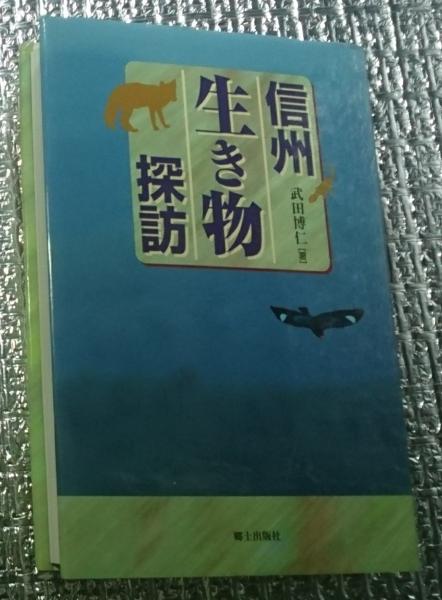 信州
生き物
探訪
武田博仁[著]
郷土出版社